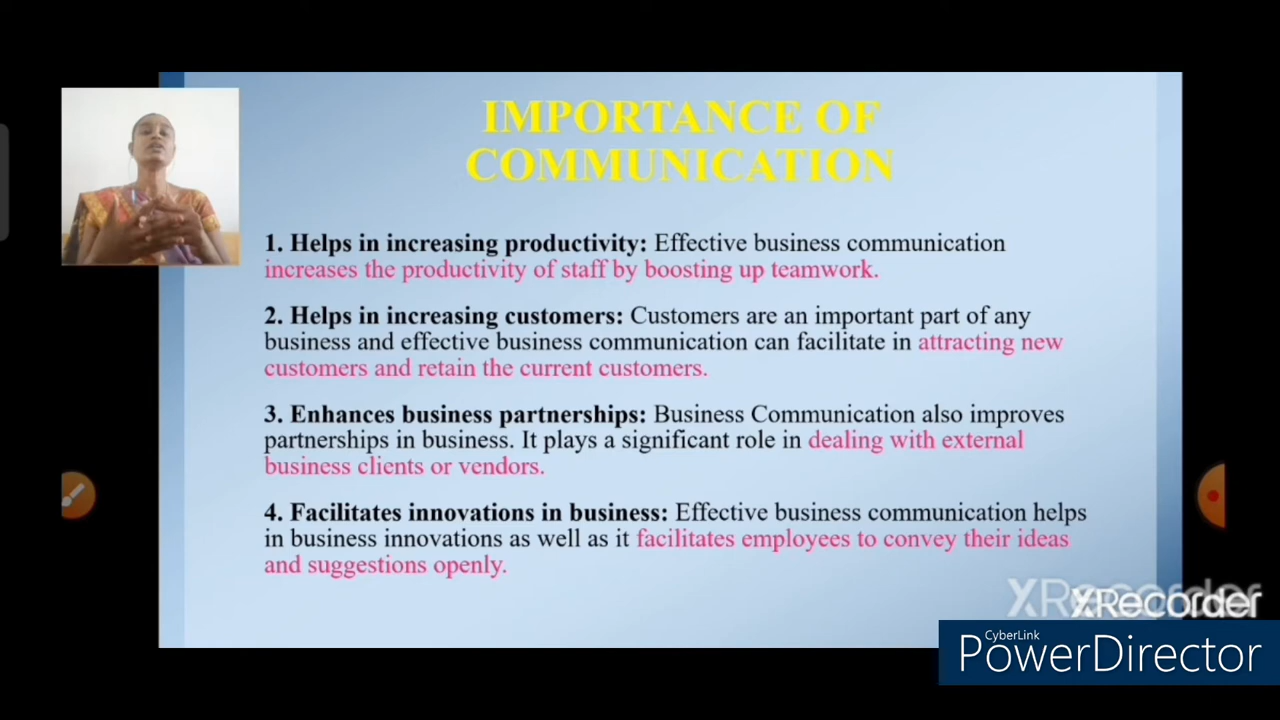 IMPORTANCE OF
COMMUNICATION
1. Helps in increasing productivity: Effective business communication
increases the productivity of staff by boosting up teamwork.
2. Helps in increasing customers: Customers are an important part of any
business and effective business communication can facilitate in attracting new
customers and retain the current customers.
3. Enhances business partnerships: Business Communication also improves
partnerships in business. It plays a significant role in dealing with external
business clients or vendors.
4. Facilitates innovations in business: Effective business communication helps
in business innovations as well as it facilitates employees to convey their ideas
and suggestions openly.
XRecorder
XRecorder
CyberLink
PowerDirector